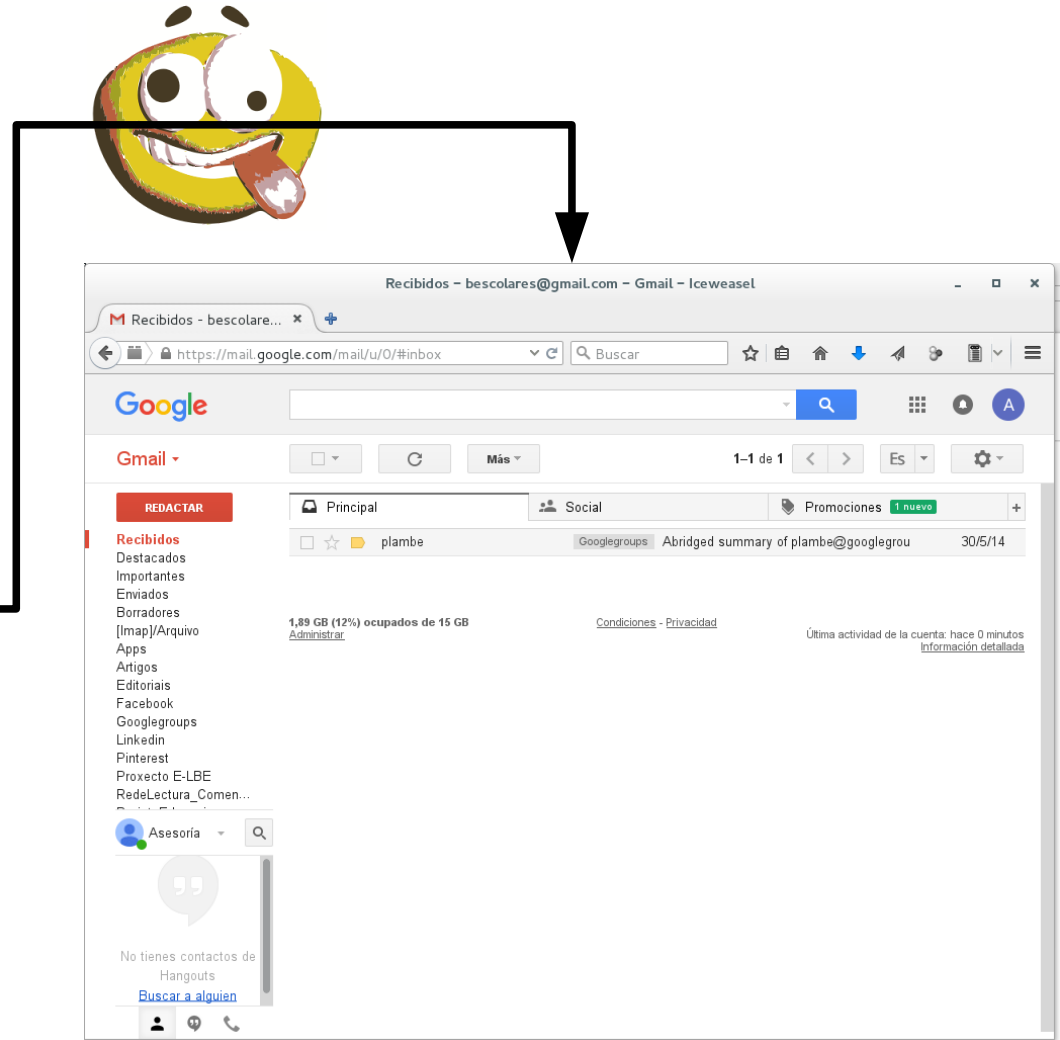 Recibidos – bescolares@gmail.com – Gmail – Iceweasel
Recibidos - bescolare...
https://mail.google.com/mail/u/0/#inbox
Buscar
Google
A
Gmail
Más
1–1 de 1
Es
REDACTAR
Principal
Social
Promociones
1 nuevo
+
Recibidos
plambe
Googlegroups
Abridged summary of plambe@googlegrou
30/5/14
Destacados
Importantes
Enviados
Borradores
[Imap]/Arquivo
Apps
Artigos
Editoriais
Facebook
Googlegroups
Linkedin
Pinterest
Proxecto E-LBE
RedeLectura_Comen...
1,89 GB (12%) ocupados de 15 GB
Administrar
Condiciones - Privacidad
Última actividad de la cuenta: hace 0 minutos
Información detallada
Asesoría
No tienes contactos de
Hangouts
Buscar a alguien